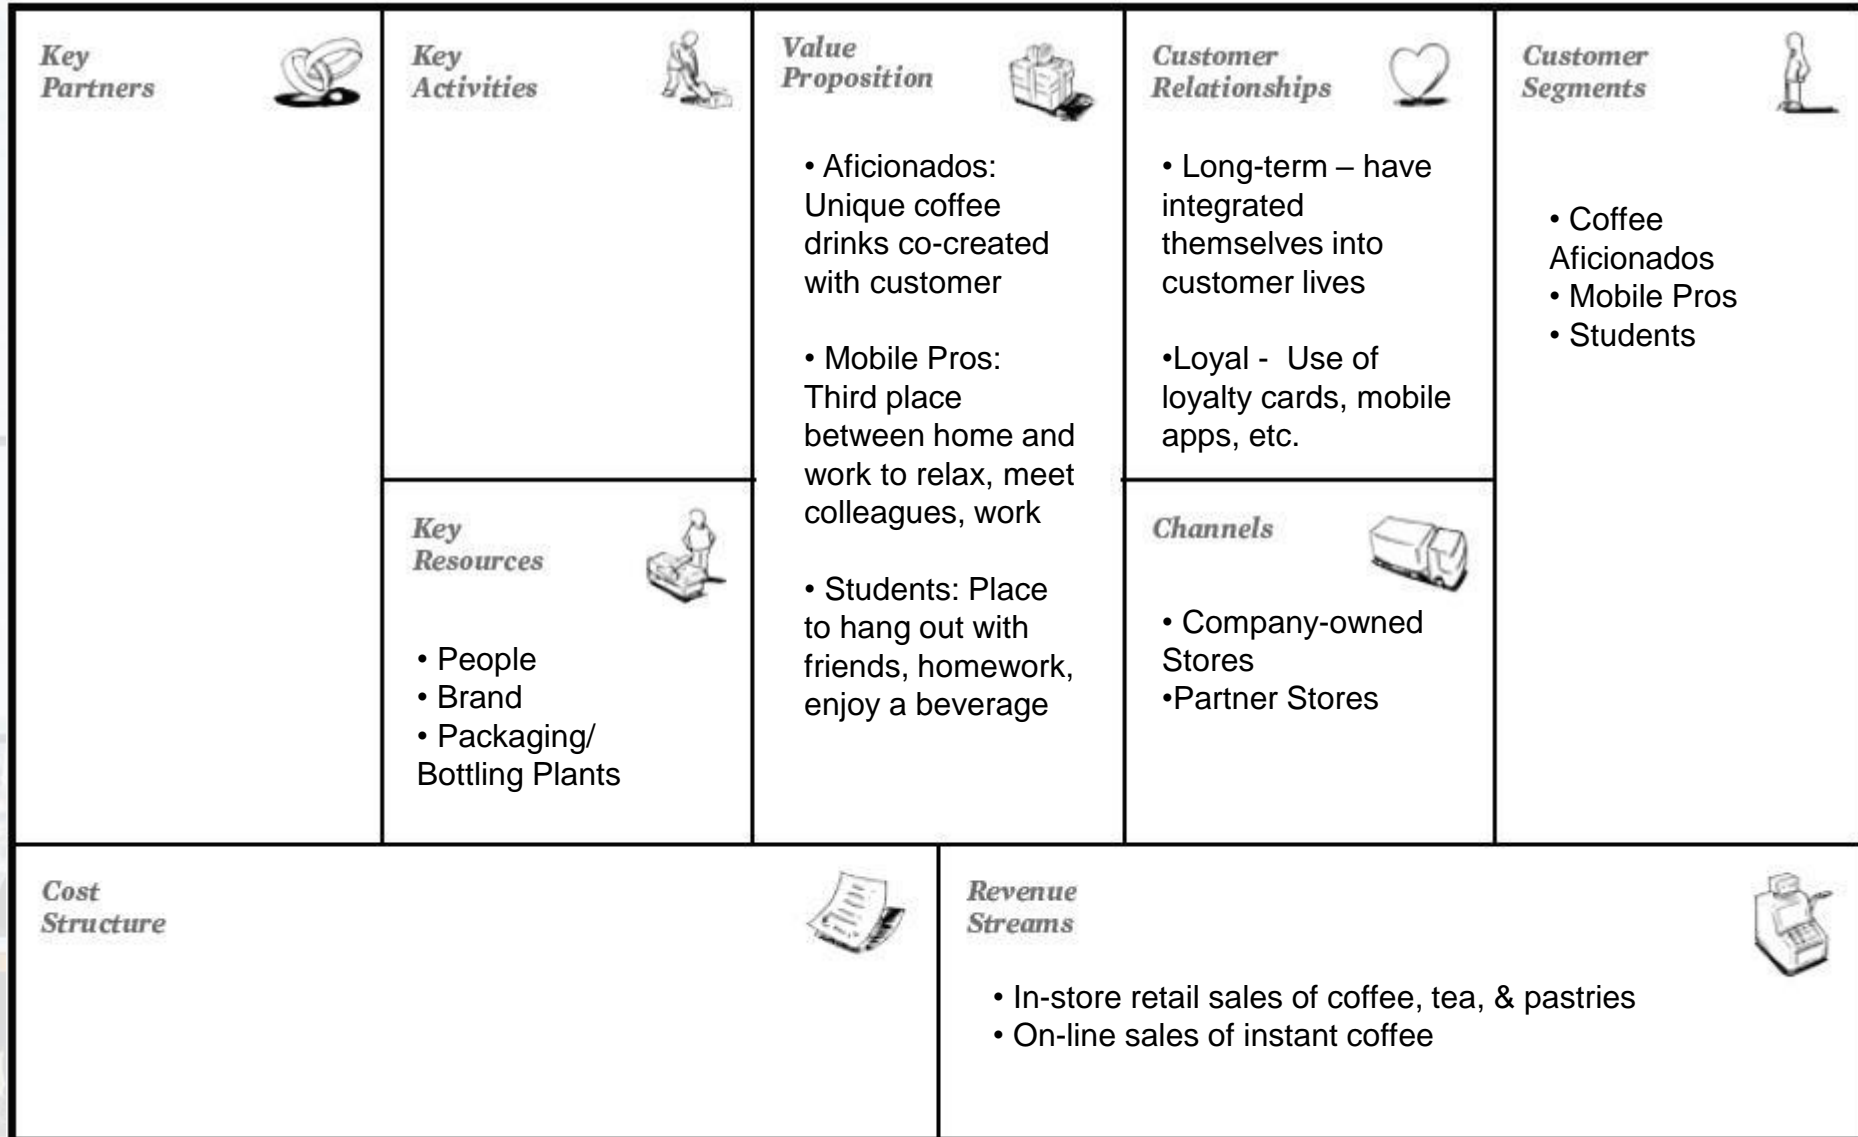 Key
Partners
Key
Activities
Key
Resources
• People
• Brand
• Packaging/
Bottling Plants
Value
Proposition
• Aficionados:
Unique coffee
drinks co-created
with customer
• Mobile Pros:
Third place
between home and
work to relax, meet
colleagues, work
• Students: Place
to hang out with
friends, homework,
enjoy a beverage
Customer
Relationships
• Long-term – have
integrated
themselves into
customer lives
•Loyal -  Use of
loyalty cards, mobile
apps, etc.
Channels
• Company-owned
Stores
•Partner Stores
Customer
Segments
• Coffee
Aficionados
• Mobile Pros
• Students
Cost
Structure
Revenue
Streams
• In-store retail sales of coffee, tea, & pastries
• On-line sales of instant coffee